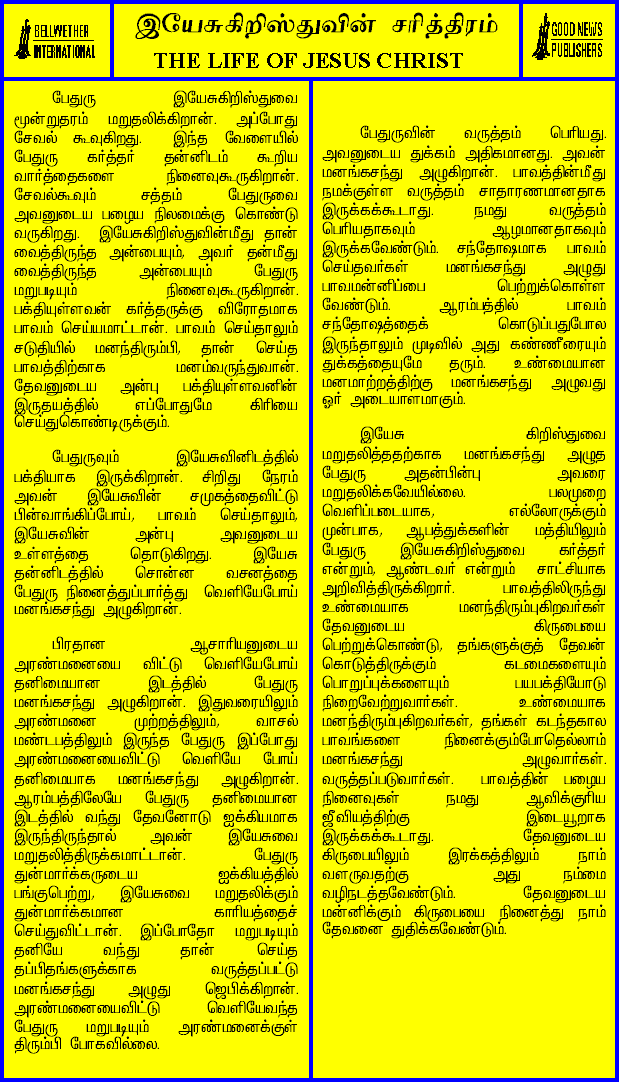 BELLWETHER
INTERNATIONAL
இயேசுகிறிஸ்துவின் சரித்திரம்
THE LIFE OF JESUS CHRIST
GOOD NEWS
PUBLISHERS
பேதுரு இயேசுகிறிஸ்துவை
மூன்றுதரம் மறுதலிக்கிறான். அப்போது
சேவல் கூவுகிறது. இந்த வேளையில்
பேதுரு கர்த்தர் தன்னிடம் கூறிய
வார்த்தைகளை நினைவுகூருகிறான்.
சேவல்கூவும் சத்தம் பேதுருவை
அவனுடைய பழைய நிலமைக்கு கொண்டு
வருகிறது. இயேசுகிறிஸ்துவின்மீது தான்
வைத்திருந்த அன்பையும், அவர் தன்மீது
வைத்திருந்த அன்பையும் பேதுரு
மறுபடியும் நினைவுகூருகிறான்.
பக்தியுள்ளவன் கர்த்தருக்கு விரோதமாக
பாவம் செய்யமாட்டான். பாவம் செய்தாலும்
சடுதியில் மனந்திரும்பி, தான் செய்த
பாவத்திற்காக மனம்வருந்துவான்.
தேவனுடைய அன்பு பக்தியுள்ளவனின்
இருதயத்தில் எப்போதுமே கிரியை
செய்துகொண்டிருக்கும்.
பேதுருவும் இயேசுவினிடத்தில்
பக்தியாக இருக்கிறான். சிறிது நேரம்
அவன் இயேசுவின் சமுகத்தைவிட்டு
பின்வாங்கிப்போய், பாவம் செய்தாலும்,
இயேசுவின் அன்பு அவனுடைய
உள்ளத்தை தொடுகிறது. இயேசு
தன்னிடத்தில் சொன்ன வசனத்தை
பேதுரு நினைத்துப்பார்த்து வெளியேபோய்
மனங்கசந்து அழுகிறான்.
பிரதான ஆசாரியனுடைய
அரண்மனையை விட்டு வெளியேபோய்
தனிமையான இடத்தில் பேதுரு
மனங்கசந்து அழுகிறான். இதுவரையிலும்
அரண்மனை முற்றத்திலும், வாசல்
மண்டபத்திலும் இருந்த பேதுரு இப்போது
அரண்மனையைவிட்டு வெளியே போய்
தனிமையாக மனங்கசந்து அழுகிறான்.
ஆரம்பத்திலேயே பேதுரு தனிமையான
இடத்தில் வந்து தேவனோடு ஐக்கியமாக
இருந்திருந்தால் அவன் இயேசுவை
மறுதலித்திருக்கமாட்டான். பேதுரு
துன்மார்க்கருடைய ஐக்கியத்தில்
பங்குபெற்று, இயேசுவை மறுதலிக்கும்
துன்மார்க்கமான காரியத்தைச்
செய்துவிட்டான். இப்போதோ மறுபடியும்
தனியே வந்து தான் செய்த
தப்பிதங்களுக்காக வருத்தப்பட்டு
மனங்கசந்து அழுது ஜெபிக்கிறான்.
அரண்மனையைவிட்டு வெளியேவந்த
பேதுரு மறுபடியும் அரண்மனைக்குள்
திரும்பி போகவில்லை.
பேதுருவின் வருத்தம் பெரியது.
அவனுடைய துக்கம் அதிகமானது. அவன்
மனங்கசந்து அழுகிறான். பாவத்தின்மீது
நமக்குள்ள வருத்தம் சாதாரணமானதாக
இருக்கக்கூடாது. நமது வருத்தம்
பெரியதாகவும் ஆழமானதாகவும்
இருக்கவேண்டும். சந்தோஷமாக பாவம்
செய்தவர்கள் மனங்கசந்து அழுது
பாவமன்னிப்பை பெற்றுக்கொள்ள
வேண்டும். ஆரம்பத்தில் பாவம்
சந்தோஷத்தைக் கொடுப்பதுபோல
இருந்தாலும் முடிவில் அது கண்ணீரையும்
துக்கத்தையுமே தரும். உண்மையான
மனமாற்றத்திற்கு மனங்கசந்து அழுவது
ஓர் அடையாளமாகும்.
இயேசு கிறிஸ்துவை
மறுதலித்ததற்காக மனங்கசந்து அழுத
பேதுரு அதன்பின்பு அவரை
மறுதலிக்கவேயில்லை. பலமுறை
வெளிப்படையாக, எல்லோருக்கும்
முன்பாக, ஆபத்துக்களின் மத்தியிலும்
பேதுரு இயேசுகிறிஸ்துவை கர்த்தர்
என்றும், ஆண்டவர் என்றும் சாட்சியாக
அறிவித்திருக்கிறார். பாவத்திலிருந்து
உண்மையாக மனந்திரும்புகிறவர்கள்
தேவனுடைய கிருபையை
பெற்றுக்கொண்டு, தங்களுக்குத் தேவன்
கொடுத்திருக்கும் கடமைகளையும்
பொறுப்புக்களையும் பயபக்தியோடு
நிறைவேற்றுவார்கள். உண்மையாக
மனந்திரும்புகிறவர்கள், தங்கள் கடந்தகால
பாவங்களை நினைக்கும்போதெல்லாம்
மனங்கசந்து அழுவார்கள்.
வருத்தப்படுவார்கள். பாவத்தின் பழைய
நினைவுகள் நமது ஆவிக்குரிய
ஜீவியத்திற்கு இடையூறாக
இருக்கக்கூடாது. தேவனுடைய
கிருபையிலும் இரக்கத்திலும் நாம்
வளருவதற்கு அது நம்மை
வழிநடத்தவேண்டும். தேவனுடைய
மன்னிக்கும் கிருபையை நினைத்து நாம்
தேவனை துதிக்கவேண்டும்.